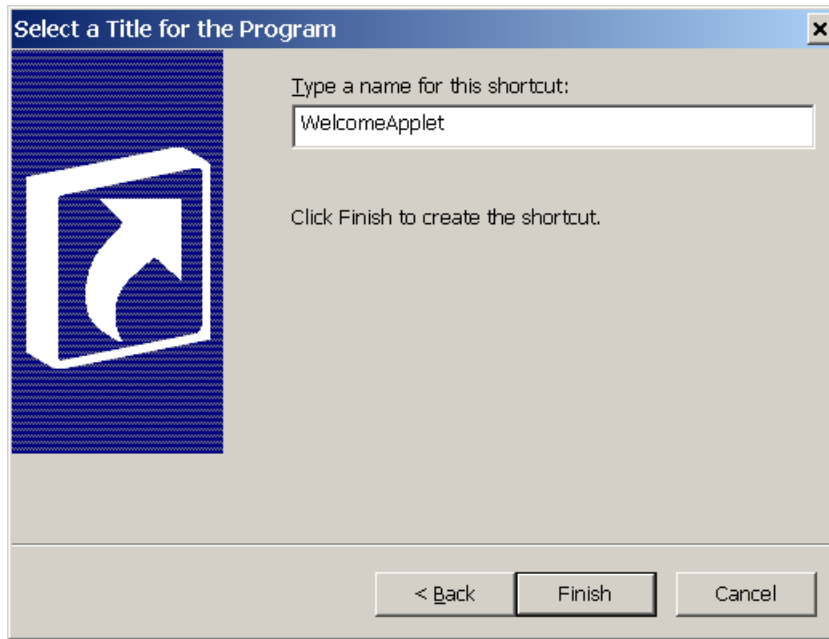 Select a Title for the Program
Type a name for this shortcut:
WelcomeApplet
Click Finish to create the shortcut.
< Back
Finish
Cancel